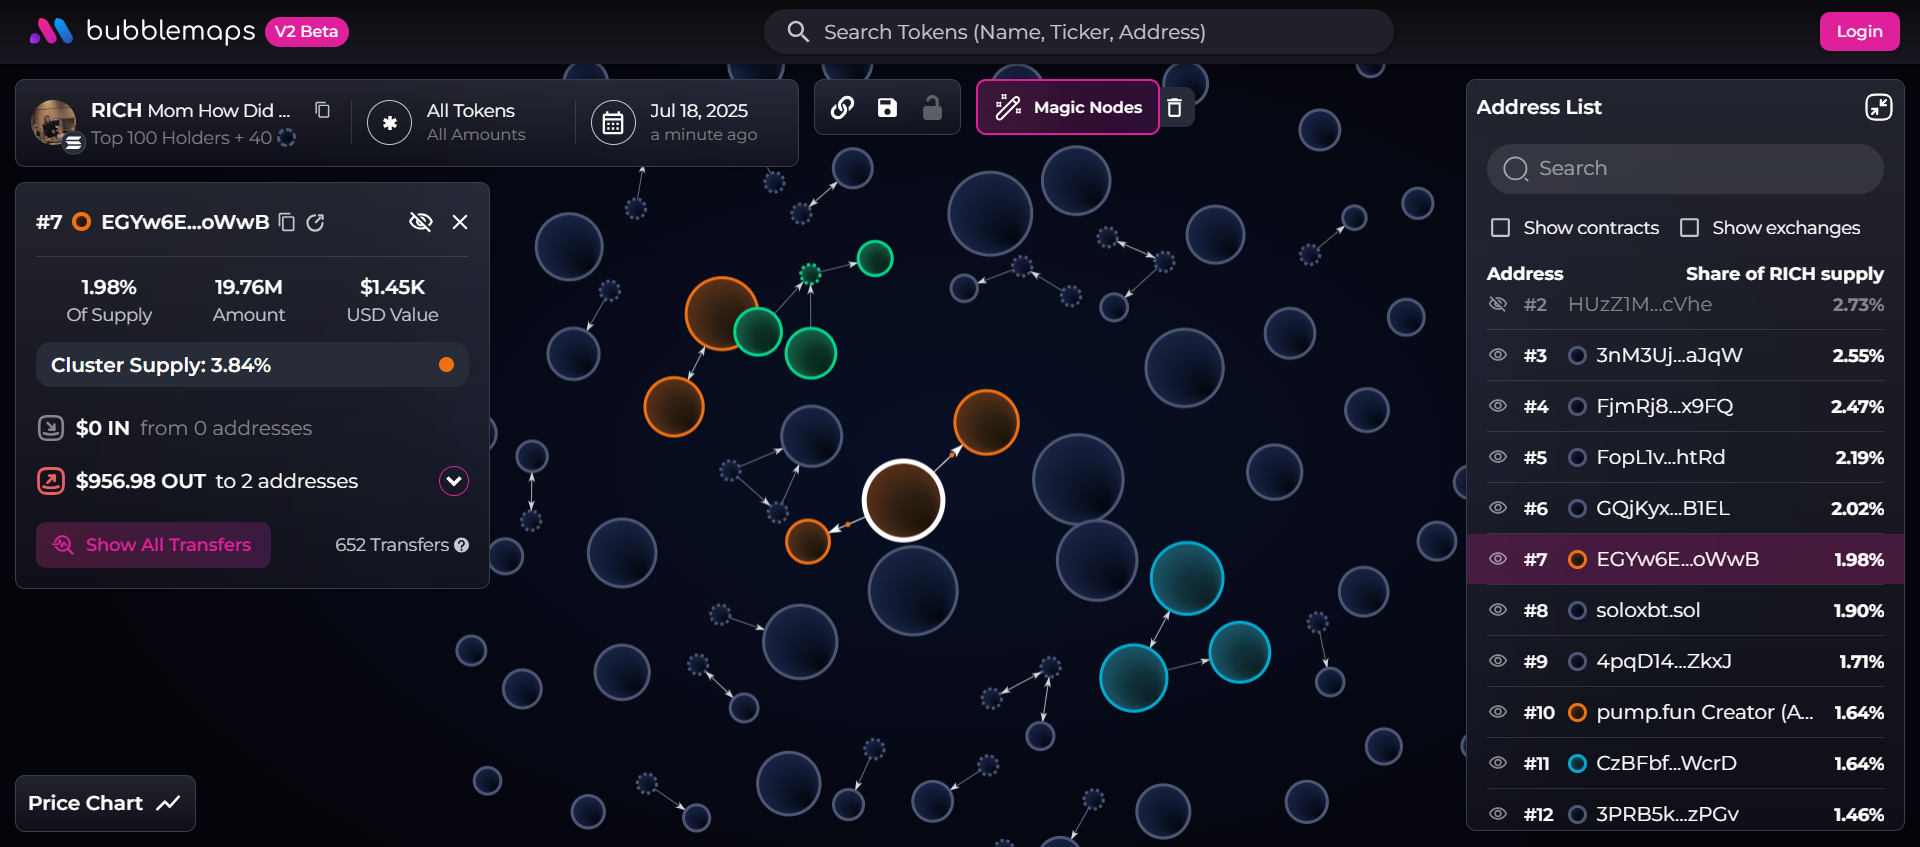 bubblemaps V2 Beta
Search Tokens (Name, Ticker, Address)
Login
RICH Mom How Did ...
Top 100 Holders + 40
All Tokens
All Amounts
Jul 18, 2025
a minute ago
Magic Nodes
#7 EGYw6E...oWwB
1.98% 19.76M $1.45K
Of Supply Amount USD Value
Cluster Supply: 3.84%
$0 IN from 0 addresses
$956.98 OUT to 2 addresses
Show All Transfers 652 Transfers ?
Price Chart
Address List
Search
Show contracts Show exchanges
Address Share of RICH supply
#2 HUzZ1M...cVhe 2.73%
#3 3nM3Uj...aJqW 2.55%
#4 FjmRj8...x9FQ 2.47%
#5 FopL1v...htRd 2.19%
#6 GQjKyx...B1EL 2.02%
#7 EGYw6E...oWwB 1.98%
#8 soloxbt.sol 1.90%
#9 4pqD14...ZkxJ 1.71%
#10 pump.fun Creator (A... 1.64%
#11 CzBFbf...WcrD 1.64%
#12 3PRB5k...zPGv 1.46%